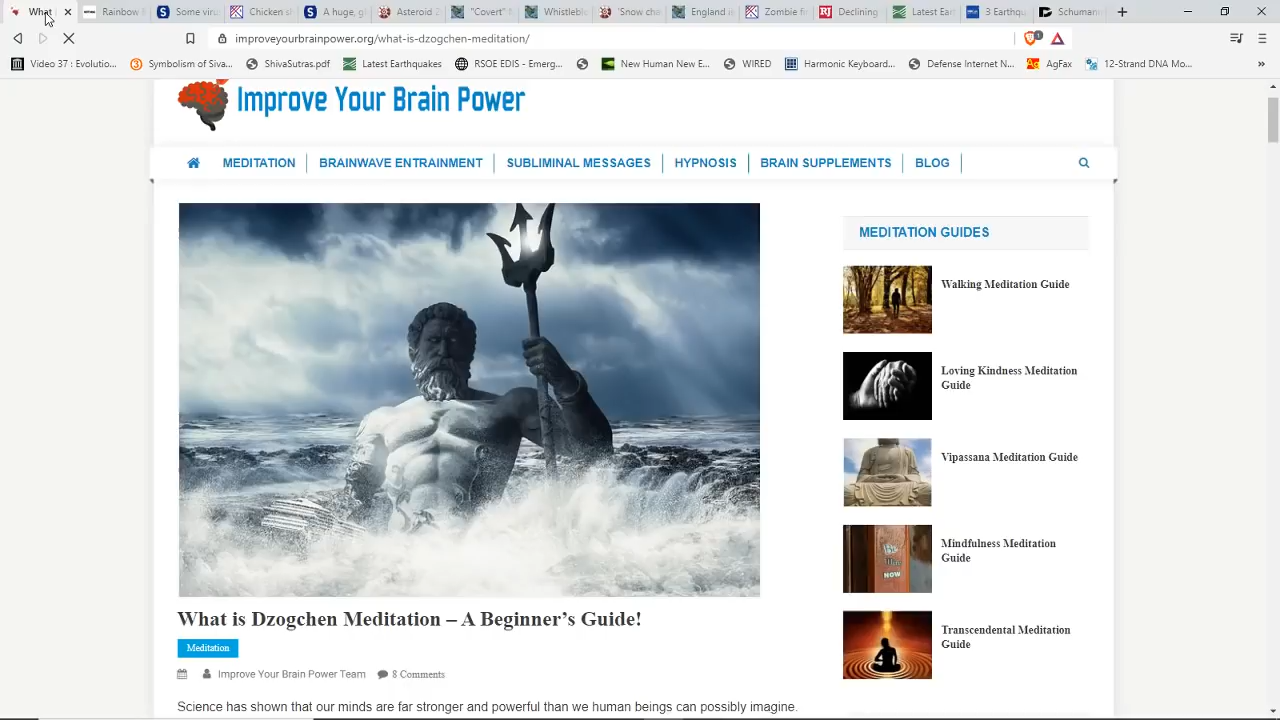 What
Rainbow
Some viru
Chicken s
A huge, g
Asteroid 2
"Covert" S
Whistleblo
'Snow che
England is
Declining
Latest Ear
3 Earthqu
Schuman
improveyourbrainpower.org/what-is-dzogchen-meditation/
1
Video 37 : Evolutio...
Symbolism of Siva...
ShivaSutras.pdf
Latest Earthquakes
RSOE EDIS - Emerg...
New Human New E...
WIRED
Harmonic Keyboard...
Defense Internet N...
AgFax
12-Strand DNA Mo...
Improve Your Brain Power
MEDITATION
BRAINWAVE ENTRAINMENT
SUBLIMINAL MESSAGES
HYPNOSIS
BRAIN SUPPLEMENTS
BLOG
MEDITATION GUIDES
Walking Meditation Guide
Loving Kindness Meditation
Guide
Vipassana Meditation Guide
Mindfulness Meditation
Guide
NOW
Transcendental Meditation
Guide
What is Dzogchen Meditation – A Beginner's Guide!
Meditation
Improve Your Brain Power Team
8 Comments
Science has shown that our minds are far stronger and powerful than we human beings can possibly imagine.